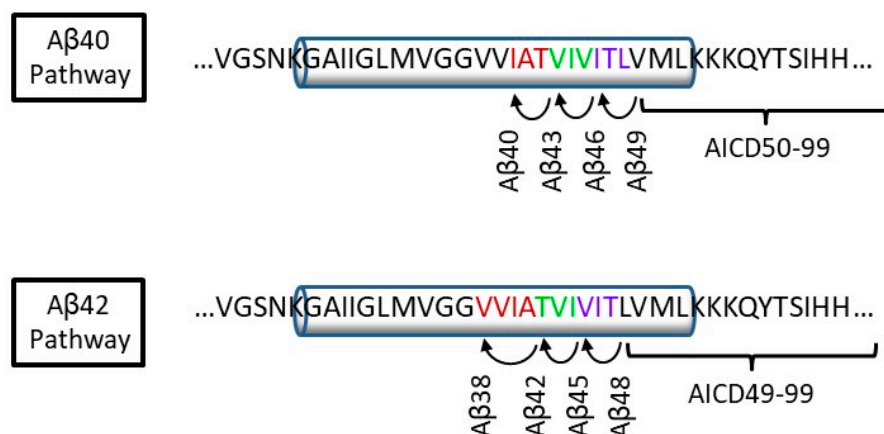 Aβ40
Pathway
...VGSNKGAIIGLMVGGVVIATVIVITLVMLKKKQYTSIHH...
Aβ40
Aβ43
Aβ46
Aβ49
AICD50-99
Aβ42
Pathway
...VGSNKGAIIGLMVGGVVIATVIVITLVMLKKKQYTSIHH...
Aβ38
Aβ42
Aβ45
Aβ48
AICD49-99